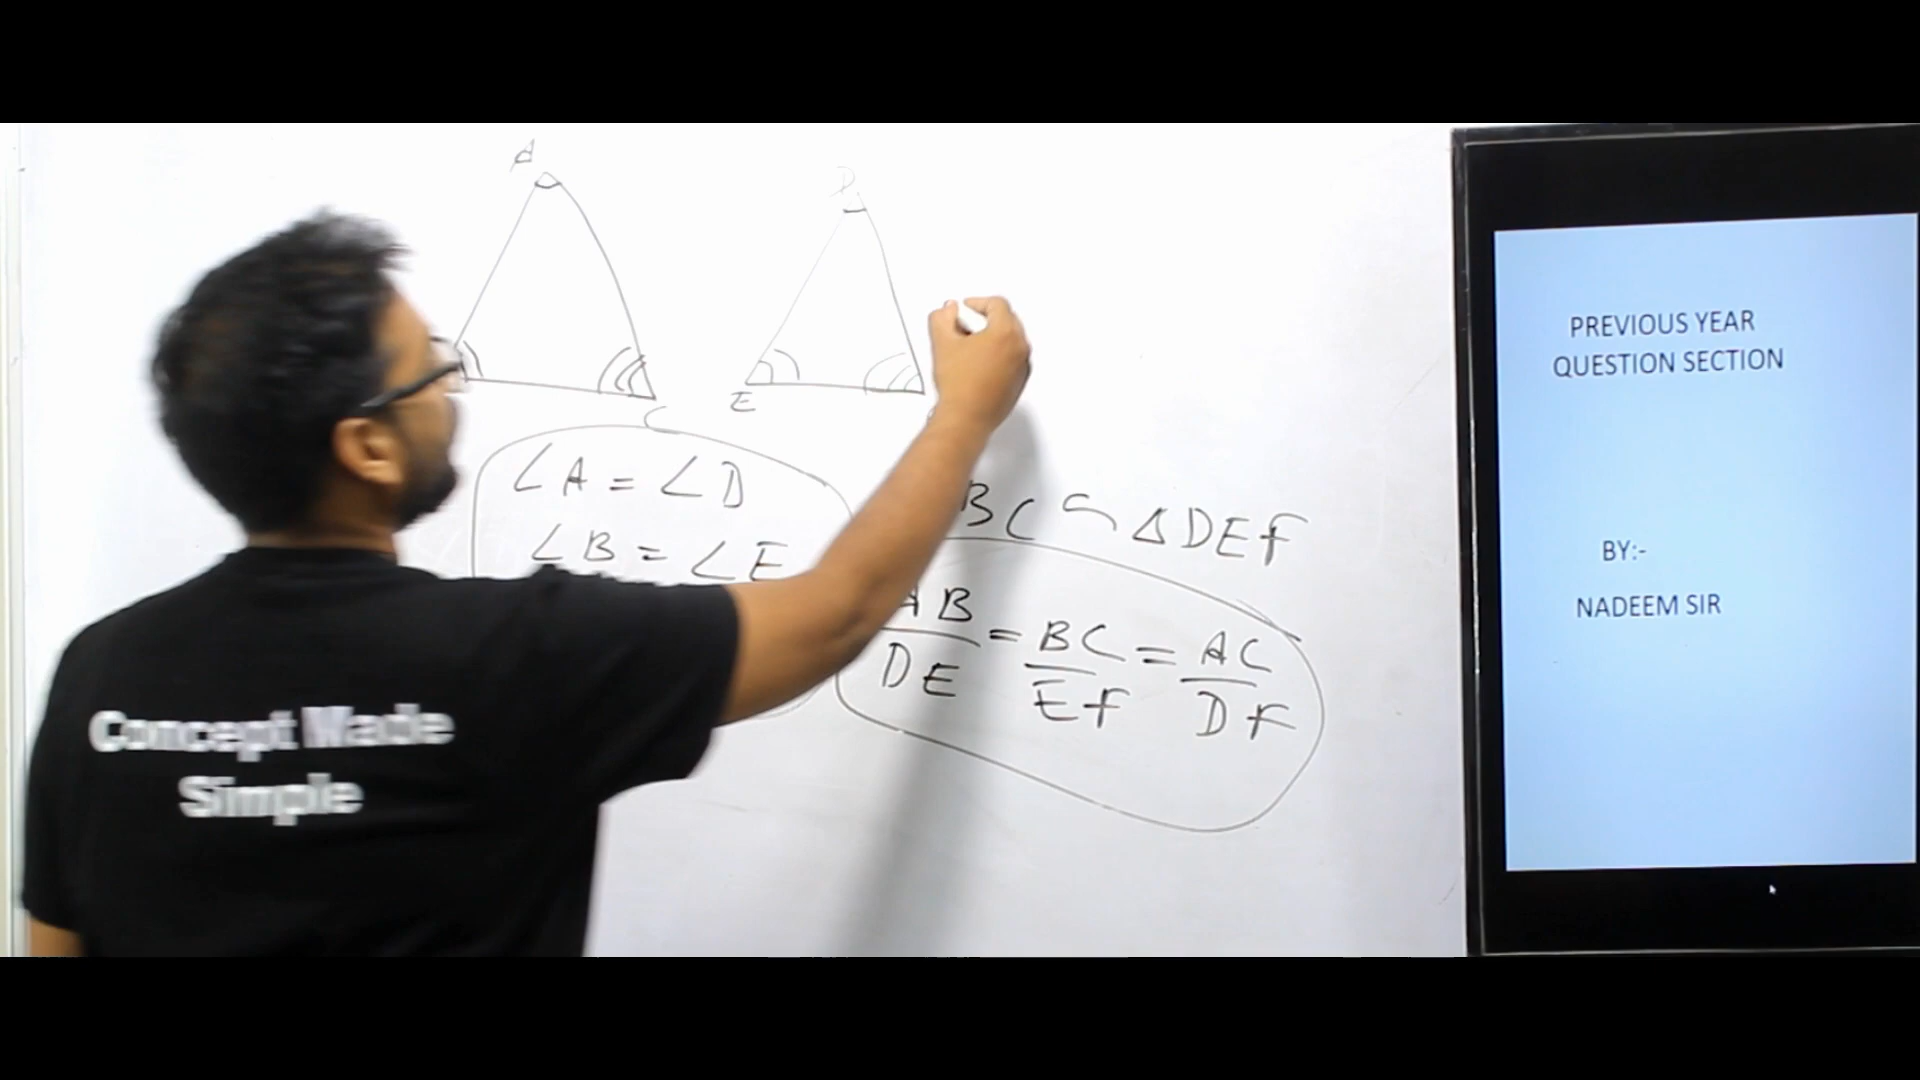 A
D
C
E
∠A = ∠D
∠B = ∠E
BC ~ ΔDEF
AB/DE = BC/EF = AC/DF
Concept Made
Simple
PREVIOUS YEAR
QUESTION SECTION
BY:-
NADEEM SIR